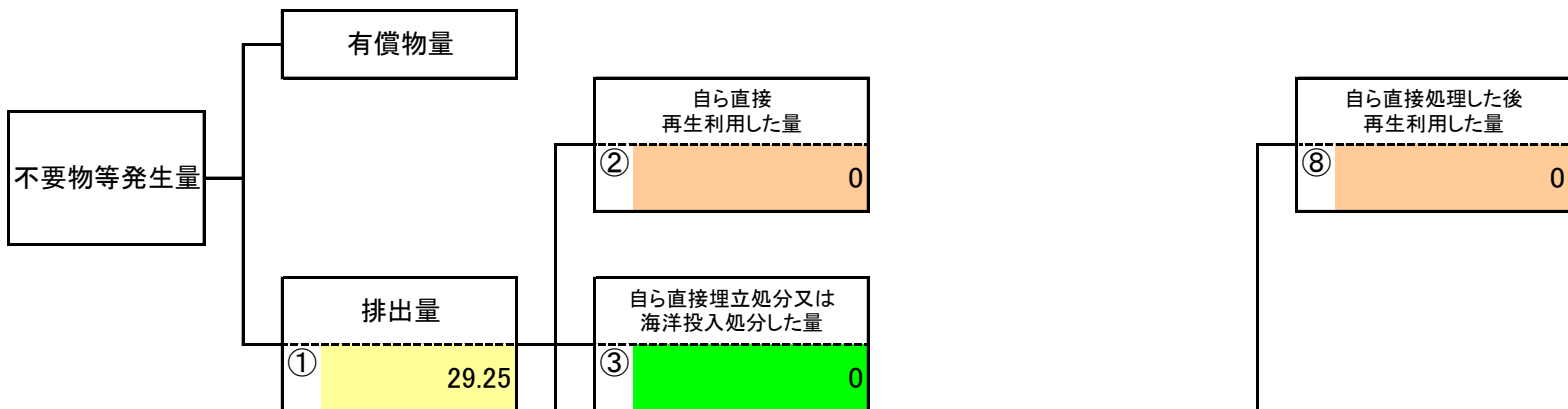 有償物量
自ら直接
再生利用した量
②
0
自ら直接処理した後
再生利用した量
⑧
0
不要物等発生量
排出量
①
29.25
自ら直接埋立処分又は
海洋投入処分した量
③
0